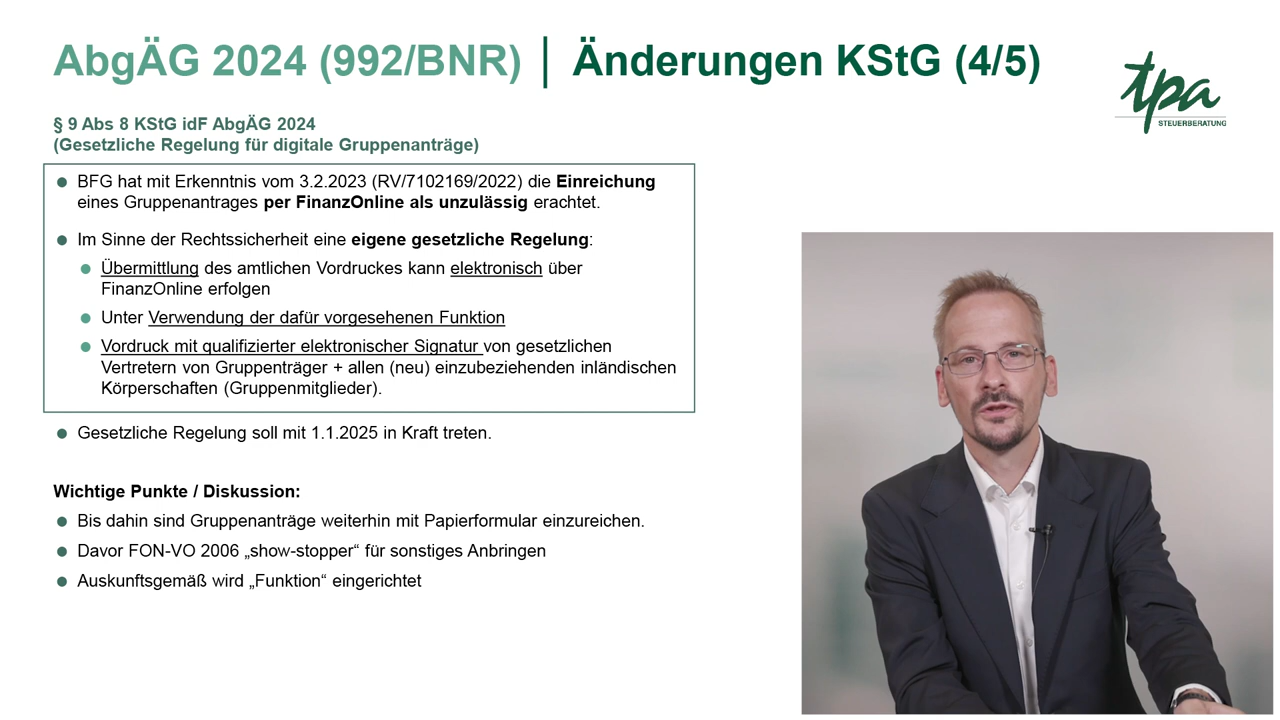 AbgÄG 2024 (992/BNR) | Änderungen KStG (4/5)
tpa
STEUERBERATUNG
§ 9 Abs 8 KStG idF AbgÄG 2024
(Gesetzliche Regelung für digitale Gruppenanträge)
BFG hat mit Erkenntnis vom 3.2.2023 (RV/7102169/2022) die Einreichung
eines Gruppenantrages per FinanzOnline als unzulässig erachtet.
Im Sinne der Rechtssicherheit eine eigene gesetzliche Regelung:
Übermittlung des amtlichen Vordruckes kann elektronisch über
FinanzOnline erfolgen
Unter Verwendung der dafür vorgesehenen Funktion
Vordruck mit qualifizierter elektronischer Signatur von gesetzlichen
Vertretern von Gruppenträger + allen (neu) einzubeziehenden inländischen
Körperschaften (Gruppenmitglieder).
Gesetzliche Regelung soll mit 1.1.2025 in Kraft treten.
Wichtige Punkte / Diskussion:
Bis dahin sind Gruppenanträge weiterhin mit Papierformular einzureichen.
Davor FON-VO 2006 „show-stopper“ für sonstiges Anbringen
Auskunftsgemäß wird „Funktion“ eingerichtet